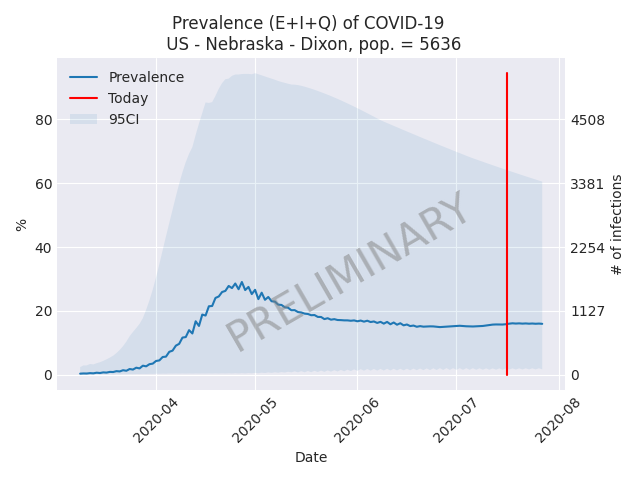 Prevalence (E+I+Q) of COVID-19
US - Nebraska - Dixon, pop. = 5636
Prevalence
Today
95CI
80
60
40
20
0
%
4508
3381
2254
1127
0
# of infections
PRELIMINARY
2020-04
2020-05
2020-06
2020-07
2020-08
Date